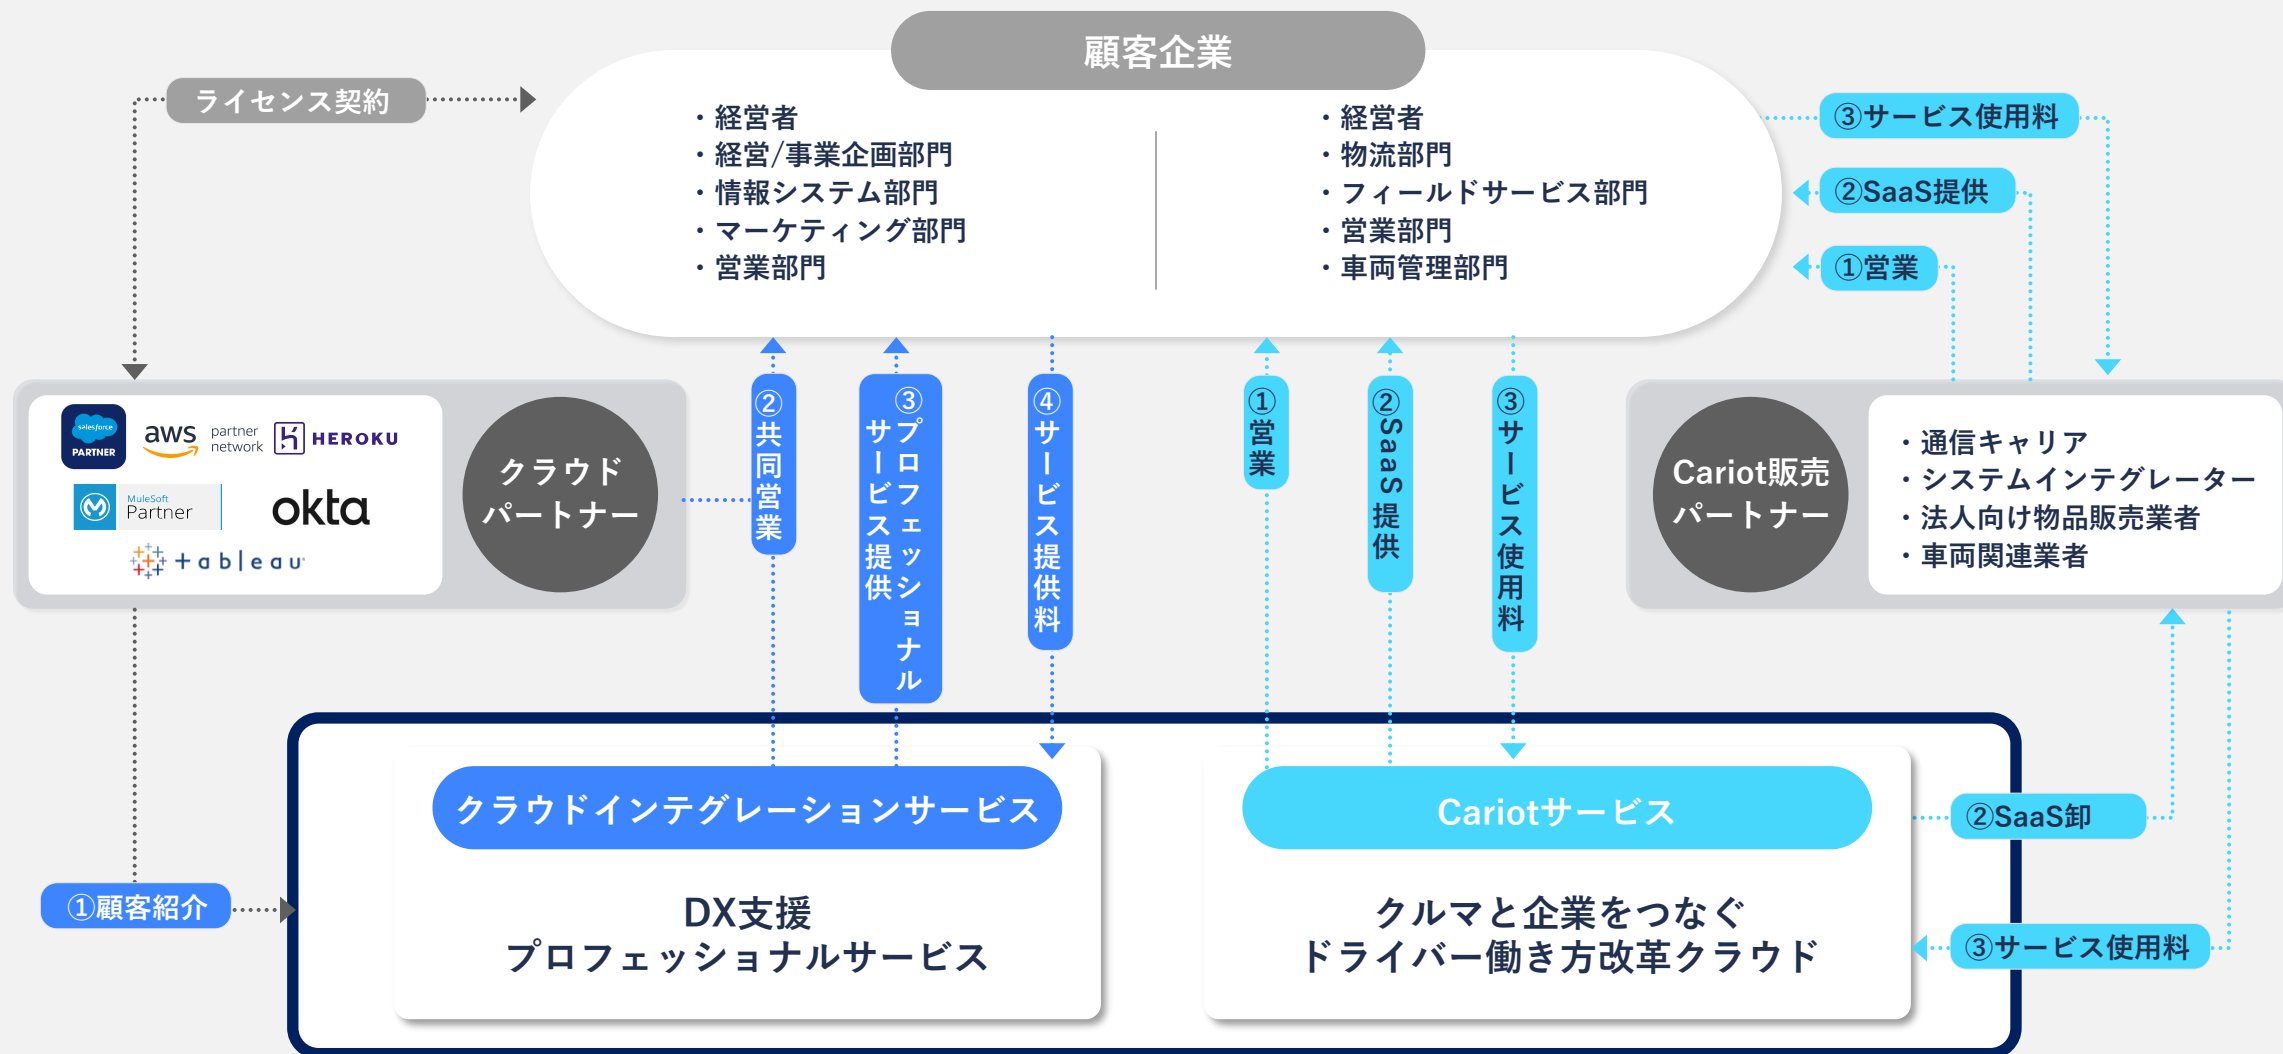 顧客企業
ライセンス契約
・経営者
・経営/事業企画部門
・情報システム部門
・マーケティング部門
・営業部門
・経営者
・物流部門
・フィールドサービス部門
・営業部門
・車両管理部門
③サービス使用料
②SaaS提供
①営業
salesforce
PARTNER
aws partner network
HEROKU
MuleSoft
Partner
okta
+ableau
クラウド
パートナー
②共同営業
③プロフェッショナル
サービス提供
④サービス提供料
①営業
②SaaS提供
③サービス使用料
Cariot販売
パートナー
・通信キャリア
・システムインテグレーター
・法人向け物品販売業者
・車両関連業者
①顧客紹介
クラウドインテグレーションサービス
DX支援
プロフェッショナルサービス
Cariotサービス
クルマと企業をつなぐ
ドライバー働き方改革クラウド
②SaaS卸
③サービス使用料